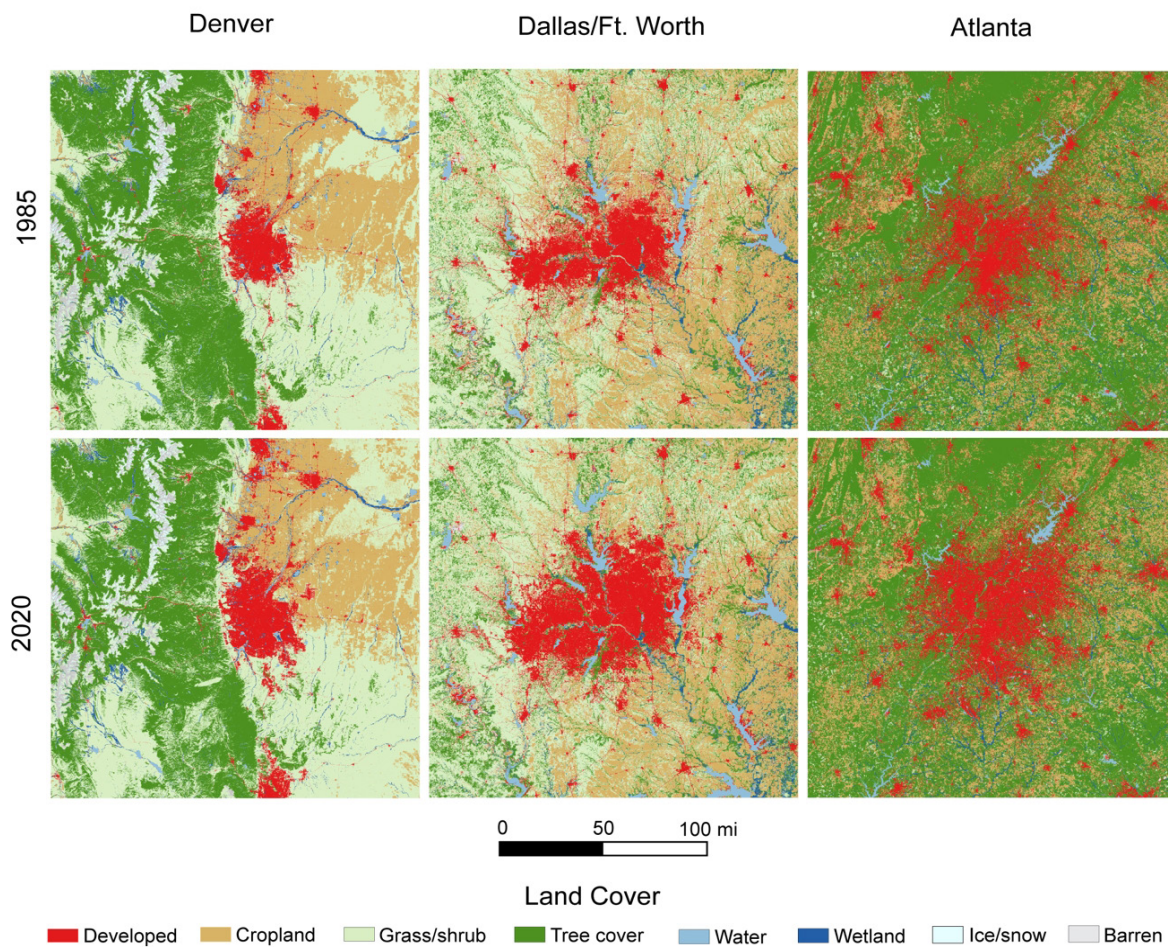 Denver Dallas/Ft. Worth Atlanta
1985
2020
0 50 100 mi
Land Cover
Developed Cropland Grass/shrub Tree cover Water Wetland Ice/snow Barren